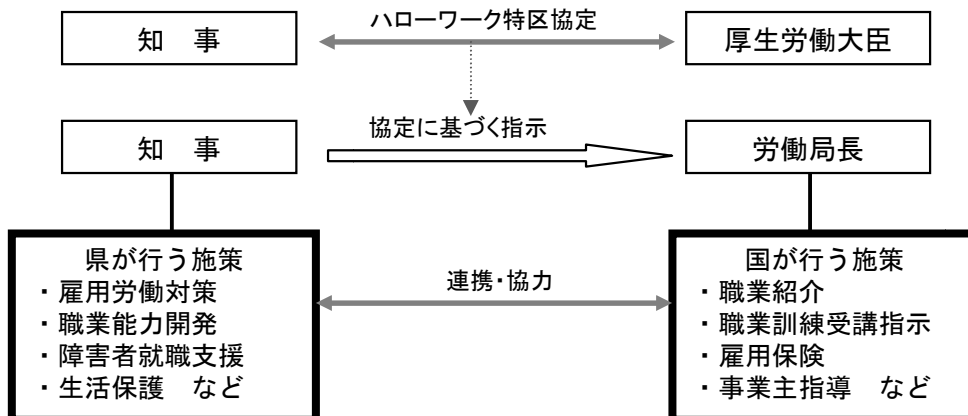 ハローワーク特区協定
知　事
厚生労働大臣
協定に基づく指示
知　事
労働局長
県が行う施策
・雇用労働対策
・職業能力開発
・障害者就職支援
・生活保護　など
連携・協力
国が行う施策
・職業紹介
・職業訓練受講指示
・雇用保険
・事業主指導　など